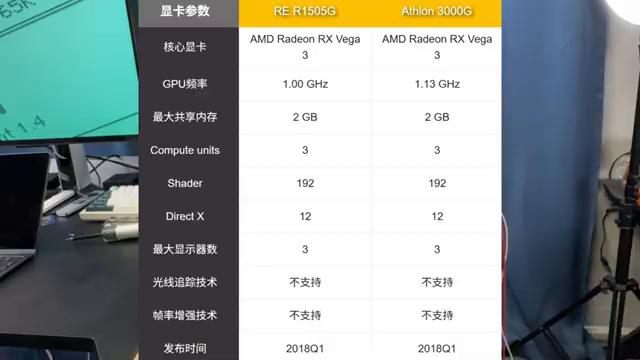 65K
t 1.4
显卡参数 RE R1505G Athlon 3000G
核心显卡 AMD Radeon RX Vega 3 AMD Radeon RX Vega 3
GPU频率 1.00 GHz 1.13 GHz
最大共享内存 2 GB 2 GB
Compute units 3 3
Shader 192 192
Direct X 12 12
最大显示器数 3 3
光线追踪技术 不支持 不支持
帧率增强技术 不支持 不支持
发布时间 2018Q1 2018Q1